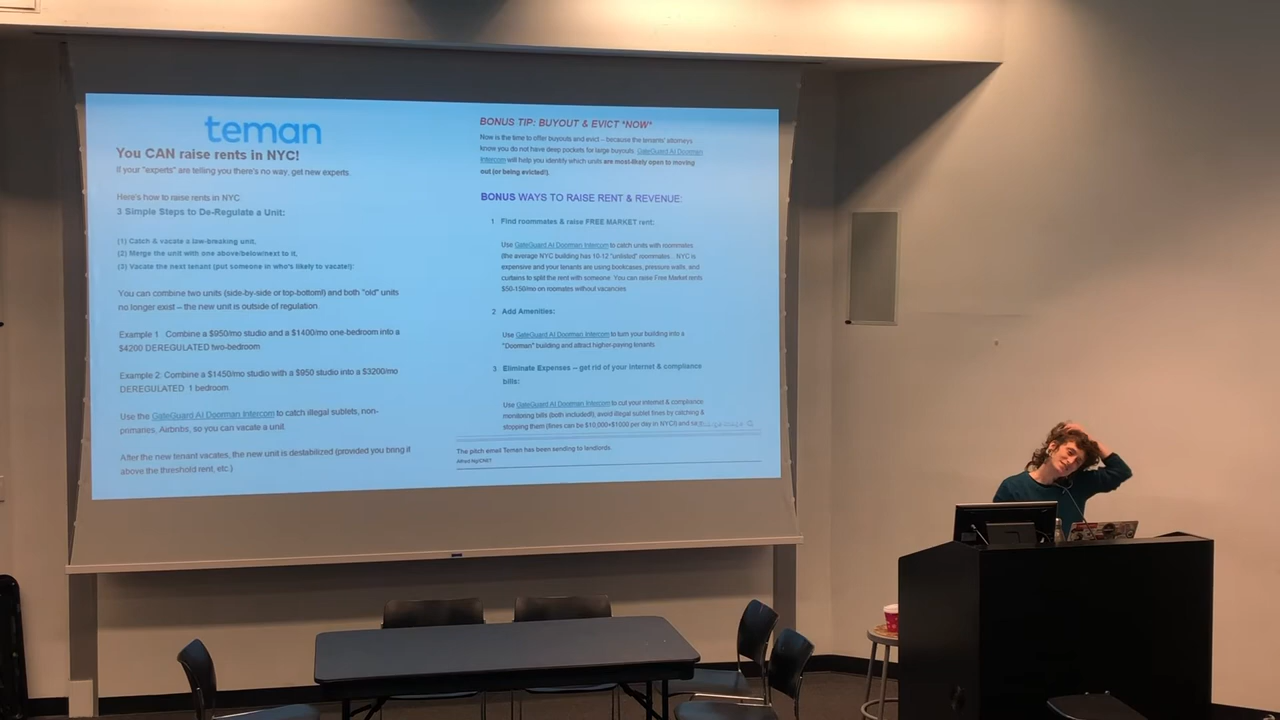 teman
You CAN raise rents in NYC!
If your "experts" are telling you there's no way, get new experts.
Here's how to raise rents in NYC:
3 Simple Steps to De-Regulate a Unit:
(1) Catch & vacate a law-breaking unit,
(2) Merge the unit with one above/below/next to it,
(3) Vacate the next tenant (put someone in who's likely to vacate!):
You can combine two units (side-by-side or top-bottom!) and both "old" units
no longer exist – the new unit is outside of regulation
Example 1: Combine a $950/mo studio and a $1400/mo one-bedroom into a
$4200 DEREGULATED two-bedroom
Example 2: Combine a $1450/mo studio with a $950 studio into a $3200/mo
DEREGULATED 1 bedroom
Use the GateGuard AI Doorman Intercom to catch illegal sublets, non-
primaries, Airbnbs, so you can vacate a unit.
After the new tenant vacates, the new unit is destabilized (provided you bring it
above the threshold rent, etc.)
BONUS TIP: BUYOUT & EVICT *NOW*
Now is the time to offer buyouts and evict – because the tenants' attorneys
know you do not have deep pockets for large buyouts. GateGuard AI Doorman
Intercom will help you identify which units are most-likely open to moving
out (or being evicted!).
BONUS WAYS TO RAISE RENT & REVENUE:
1. Find roommates & raise FREE MARKET rent:
Use GateGuard AI Doorman Intercom to catch units with roommates
(the average NYC building has 10-12 "unlisted" roommates... NYC is
expensive and your tenants are using bookcases, pressure walls, and
curtains to split the rent with someone. You can raise Free Market rents
$50-150/mo on roomates without vacancies
2. Add Amenities:
Use GateGuard AI Doorman Intercom to turn your building into a
"Doorman" building and attract higher-paying tenants
3. Eliminate Expenses -- get rid of your internet & compliance
bills:
Use GateGuard AI Doorman Intercom to cut your internet & compliance
monitoring bills (both included!), avoid illegal sublet fines by catching &
stopping them (fines can be $10,000+$1000 per day in NYC!) and
The pitch email Teman has been sending to landlords.
Alfred Ng/CNET